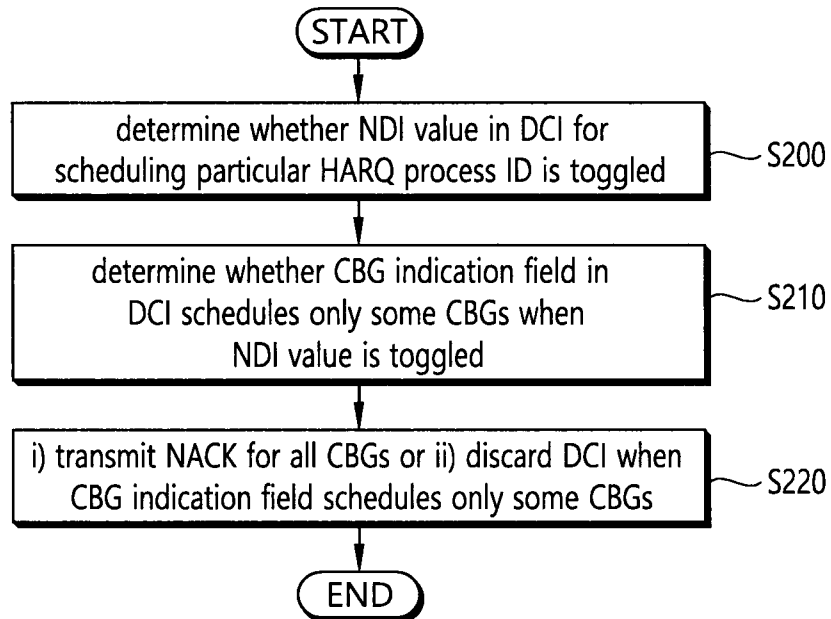 START
determine whether NDI value in DCI for
scheduling particular HARQ process ID is toggled
S200
determine whether CBG indication field in
DCI schedules only some CBGs when
NDI value is toggled
S210
i) transmit NACK for all CBGs or ii) discard DCI when
CBG indication field schedules only some CBGs
S220
END